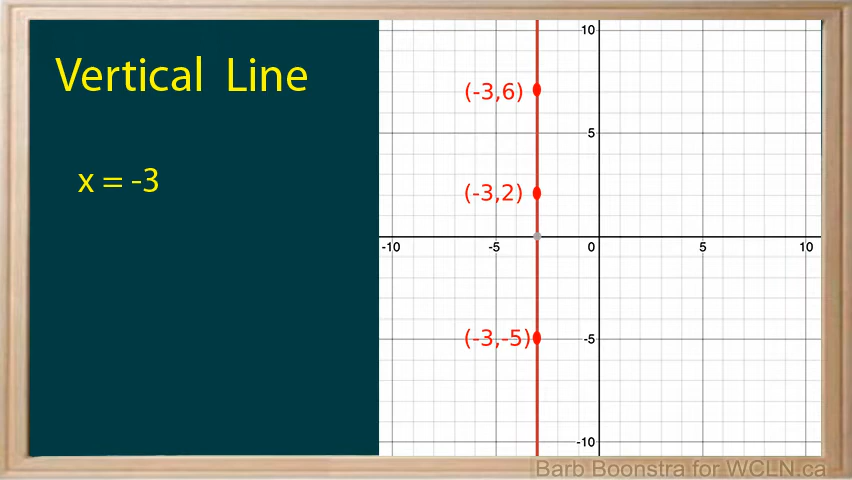 Vertical Line
x = -3
10
(-3,6)
5
(-3,2)
-10 -5 0 5 10
(-3,-5)
-5
-10
Barb Boonstra for WCLN.ca